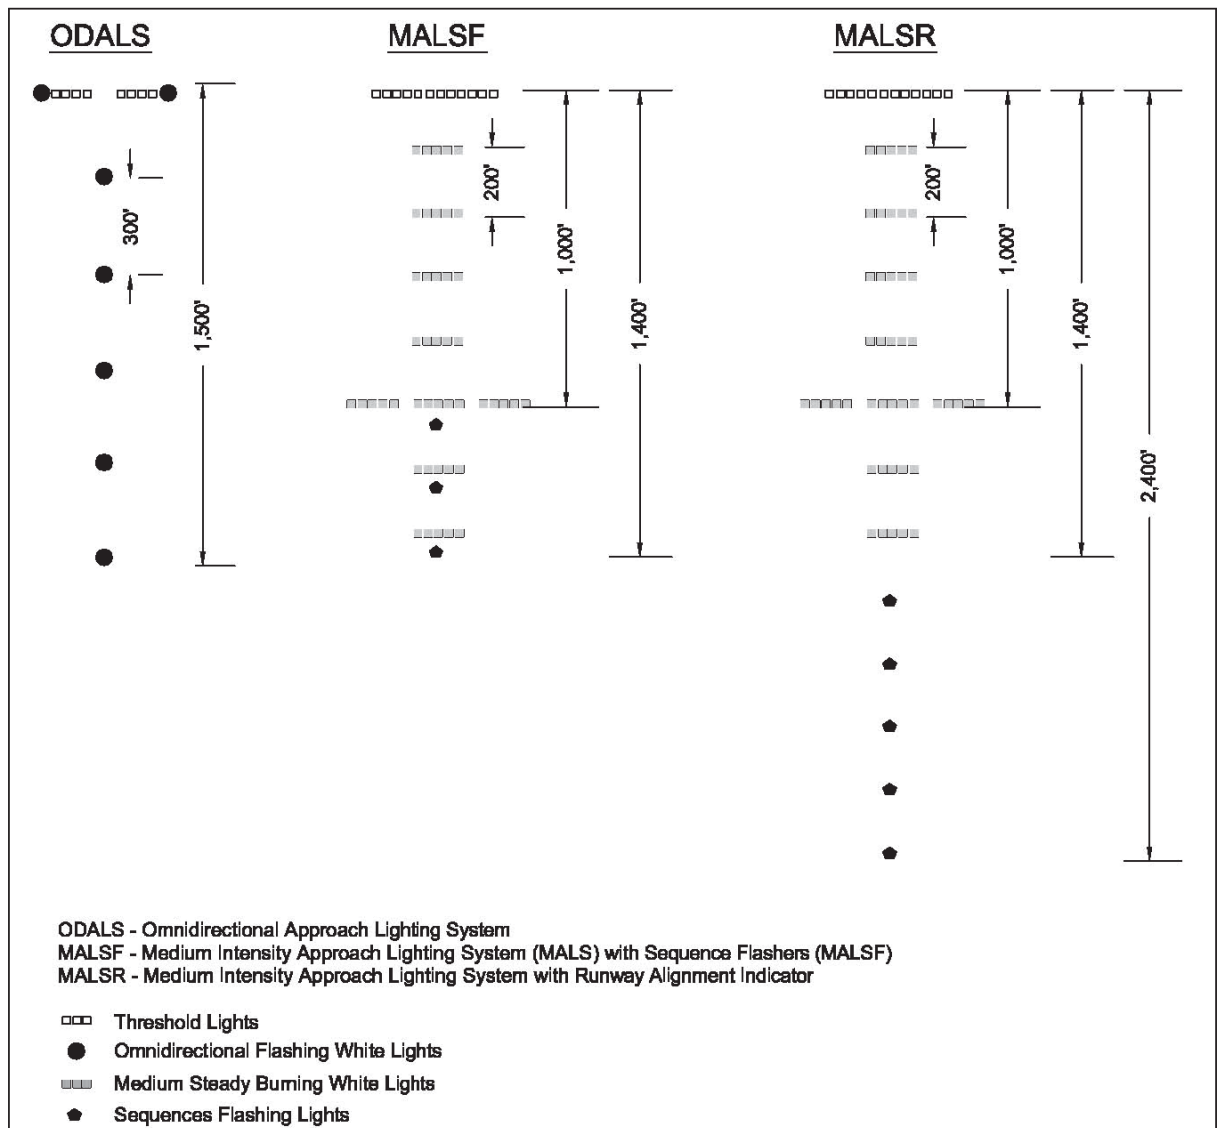 ODALS
MALSF
MALSR
300'
1,500'
200'
1,000'
1,400'
200'
1,000'
1,400'
2,400'
ODALS - Omnidirectional Approach Lighting System
MALSF - Medium Intensity Approach Lighting System (MALS) with Sequence Flashers (MALSF)
MALSR - Medium Intensity Approach Lighting System with Runway Alignment Indicator
Threshold Lights
Omnidirectional Flashing White Lights
Medium Steady Burning White Lights
Sequences Flashing Lights